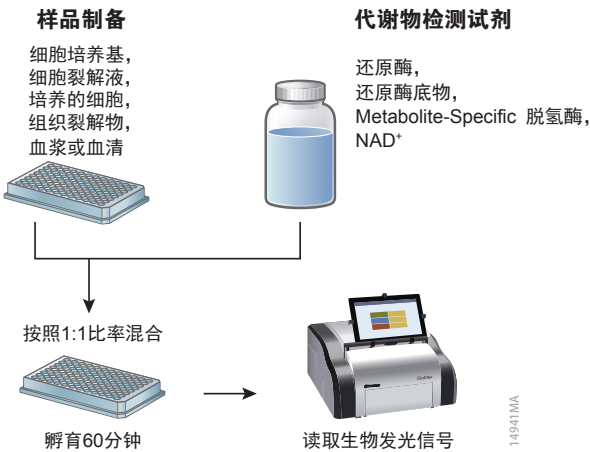 样品制备
细胞培养基,
细胞裂解液,
培养的细胞,
组织裂解物,
血浆或血清
代谢物检测试剂
还原酶,
还原酶底物,
Metabolite-Specific 脱氢酶,
NAD+
按照1:1比率混合
孵育60分钟
读取生物发光信号
14941MA